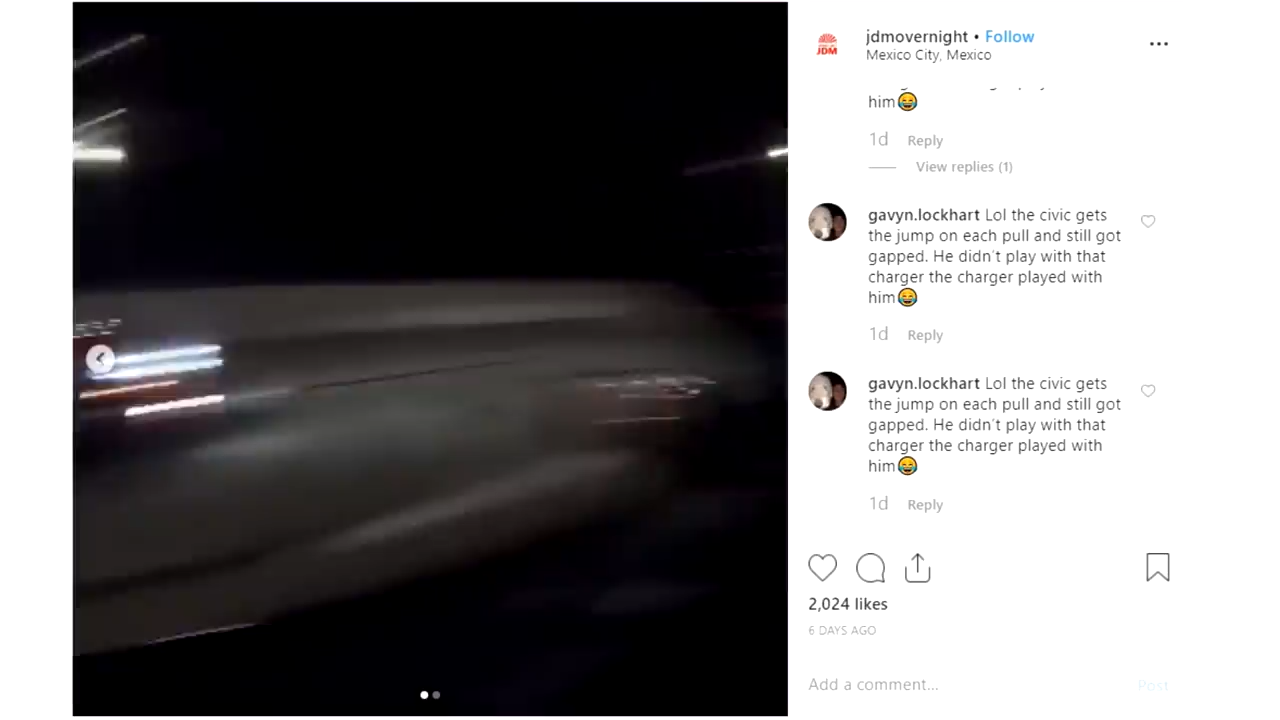 jdmovernight • Follow
Mexico City, Mexico
JDM
him😂
1d Reply
View replies (1)
gavyn.lockhart Lol the civic gets
the jump on each pull and still got
gapped. He didn't play with that
charger the charger played with
him😂
1d Reply
gavyn.lockhart Lol the civic gets
the jump on each pull and still got
gapped. He didn't play with that
charger the charger played with
him😂
1d Reply
2,024 likes
6 DAYS AGO
Add a comment...
Post